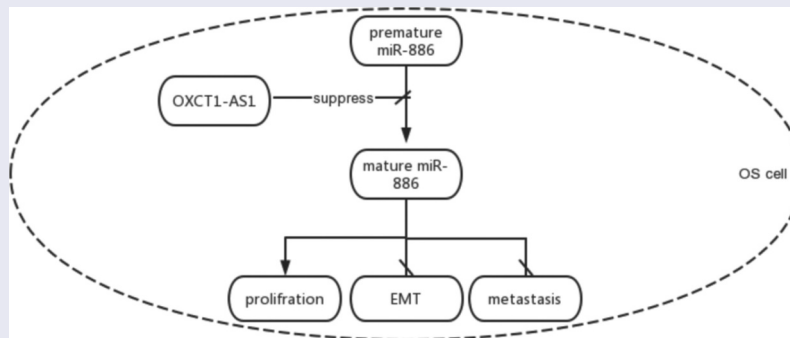 premature
miR-886
OXCT1-AS1
suppress
mature miR-
886
OS cell
prolifration
EMT
metastasis